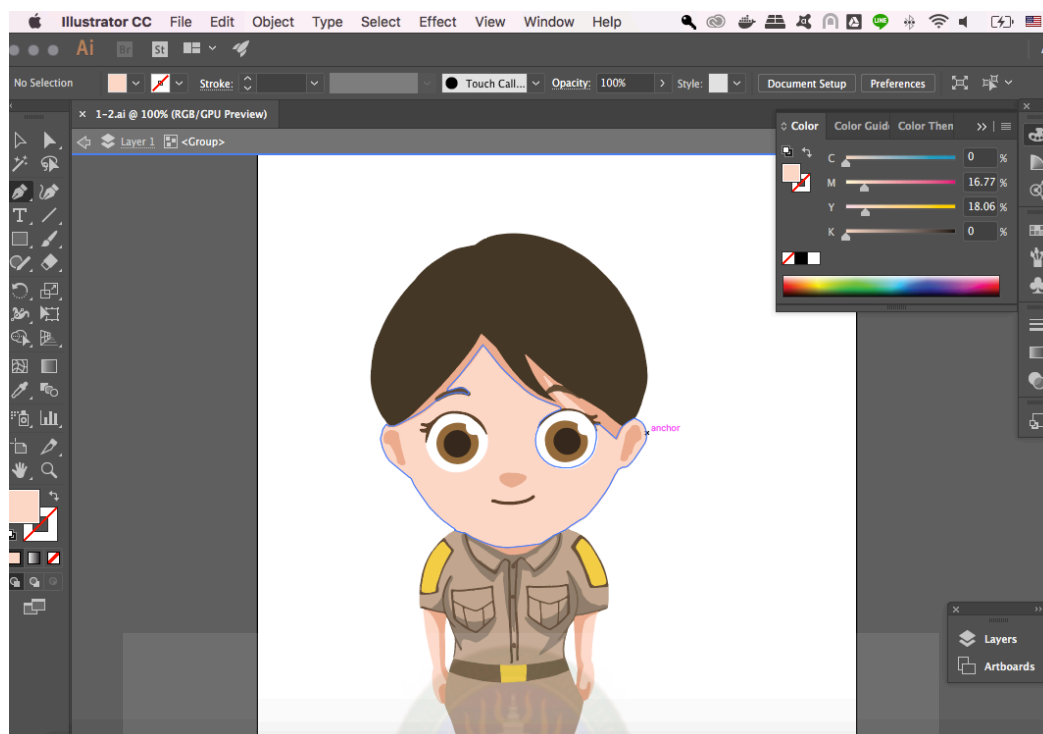 Illustrator CC File Edit Object Type Select Effect View Window Help
Ai Br St
No Selection Stroke: Touch Call... Opacity: 100% Style: Document Setup Preferences
× 1-2.ai @ 100% (RGB/GPU Preview)
Layer 1 <Group>
Color Color Guid Color Then
C 0 %
M 16.77 %
Y 18.06 %
K 0 %
anchor
Layers
Artboards